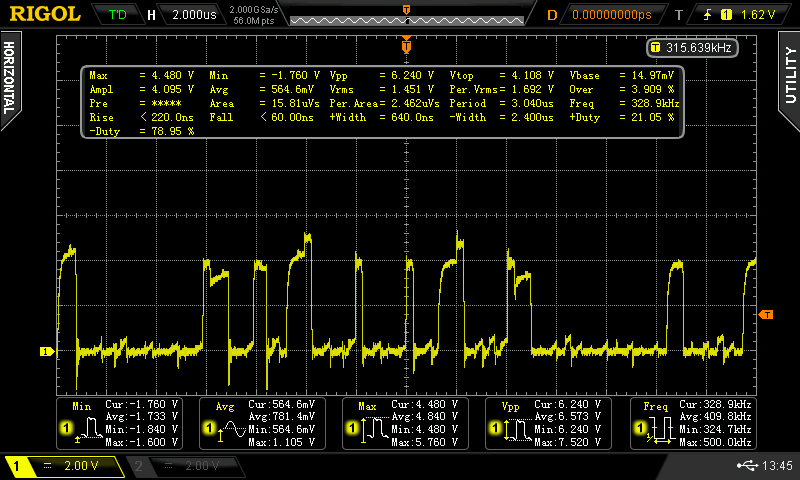 RIGOL T'D H 2.000us 2.000GSa/s 56.0M pts T D 0.00000000ps T 1 1.62 V
HORIZONTAL
UTILITY
T
T 315.639kHz
Max = 4.480 V Min = -1.760 V Vpp = 6.240 V Vtop = 4.108 V Vbase = 14.97mV
Ampl = 4.095 V Avg = 564.6mV Vrms = 1.451 V Per.Vrms= 1.692 V Over = 3.909 %
Pre = ***** Area = 15.81uVs Per.Area= 2.462uVs Period = 3.040us Freq = 328.9kHz
Rise < 220.0ns Fall < 60.00ns +Width = 640.0ns -Width = 2.400us +Duty = 21.05 %
-Duty = 78.95 %
T
1
Min Cur:-1.760 V Avg Cur:564.6mV Max Cur:4.480 V Vpp Cur:6.240 V Freq Cur:328.9kHz
Avg:-1.733 V Avg:781.4mV Avg:4.840 V Avg:6.573 V Avg:409.8kHz
1 Min:-1.840 V 1 Min:564.6mV 1 Min:4.480 V 1 Min:6.240 V 1 Min:324.7kHz
Max:-1.600 V Max:1.105 V Max:5.760 V Max:7.520 V Max:500.0kHz
1 2.00 V 2 2.00 V 13:45